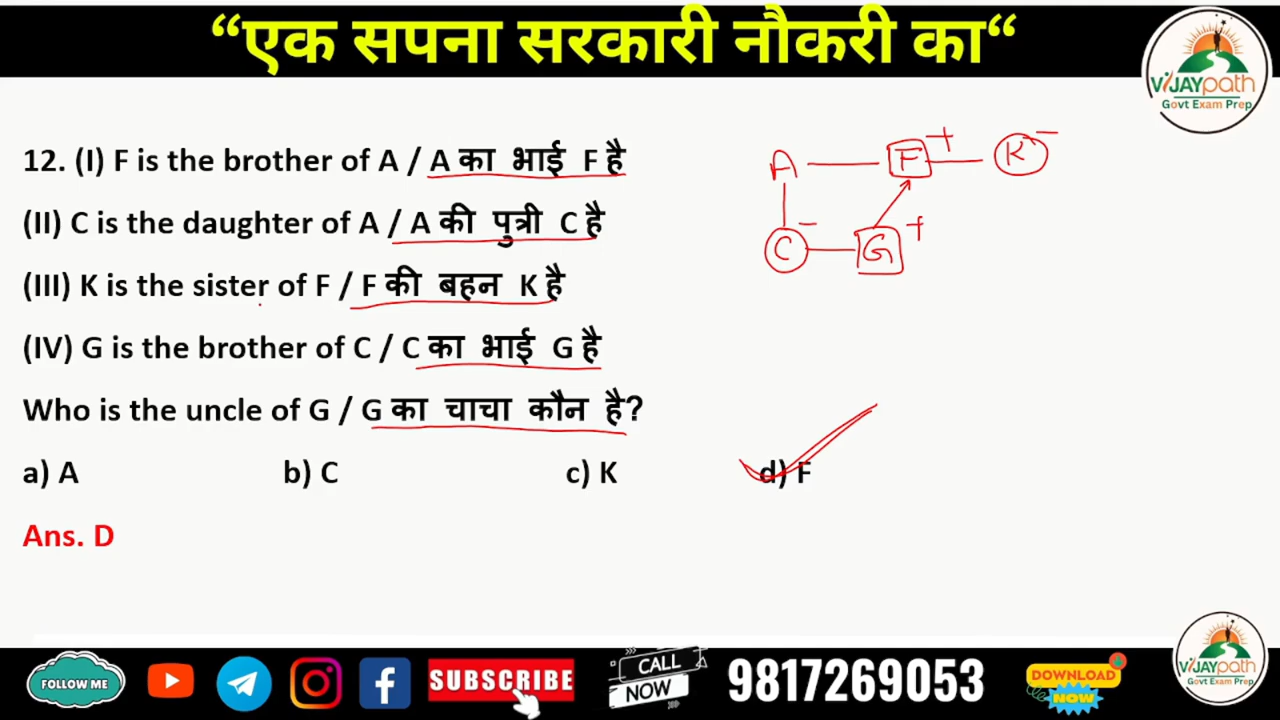 “एक सपना सरकारी नौकरी का“
VIJAYpath
Govt Exam Prep
12. (I) F is the brother of A / A का भाई F है
(II) C is the daughter of A / A की पुत्री C है
(III) K is the sister of F / F की बहन K है
(IV) G is the brother of C / C का भाई G है
Who is the uncle of G / G का चाचा कौन है?
a) A b) C c) K d) F
Ans. D
A F + K -
C - G +
FOLLOW ME
SUBSCRIBE
CALL
NOW
9817269053
DOWNLOAD
NOW
VIJAYpath
Govt Exam Prep